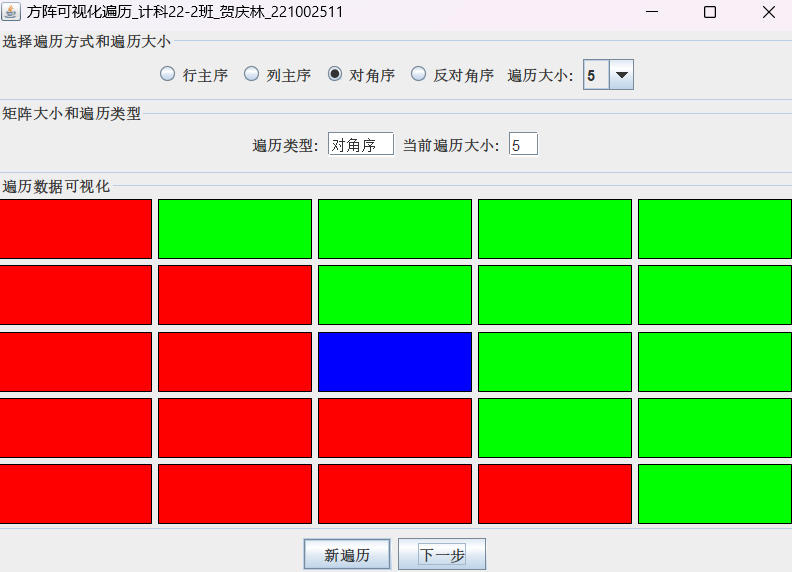 方阵可视化遍历_计科22-2班_贺庆林_221002511
选择遍历方式和遍历大小
行主序 列主序 对角序 反对角序 遍历大小： 5
矩阵大小和遍历类型
遍历类型： 对角序 当前遍历大小： 5
遍历数据可视化
新遍历 下一步